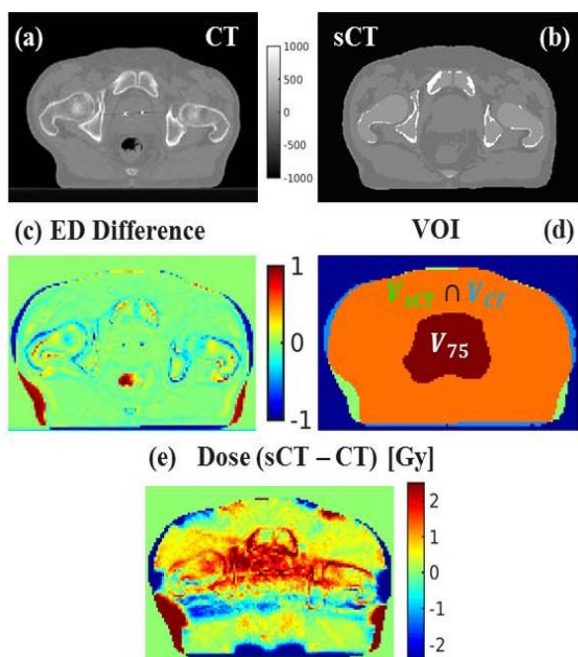 (a) CT
1000
500
0
-500
-1000
sCT (b)
(c) ED Difference
1
0
-1
VOI (d)
VsCT ∩ VCT
V75
(e) Dose (sCT – CT) [Gy]
2
1
0
-1
-2